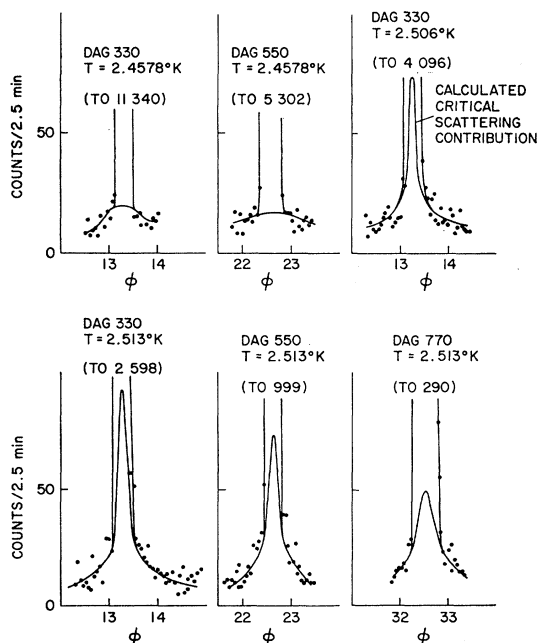 DAG 330
T = 2.4578°K
(TO 11 340)
DAG 550
T = 2.4578°K
(TO 5 302)
DAG 330
T = 2.506°K
(TO 4 096)
CALCULATED
CRITICAL
SCATTERING
CONTRIBUTION
COUNTS/2.5 min
50
0
13
14
ϕ
22
23
ϕ
13
14
ϕ
DAG 330
T = 2.513°K
(TO 2 598)
DAG 550
T = 2.513°K
(TO 999)
DAG 770
T = 2.513°K
(TO 290)
COUNTS/2.5 min
50
0
13
14
ϕ
22
23
ϕ
32
33
ϕ